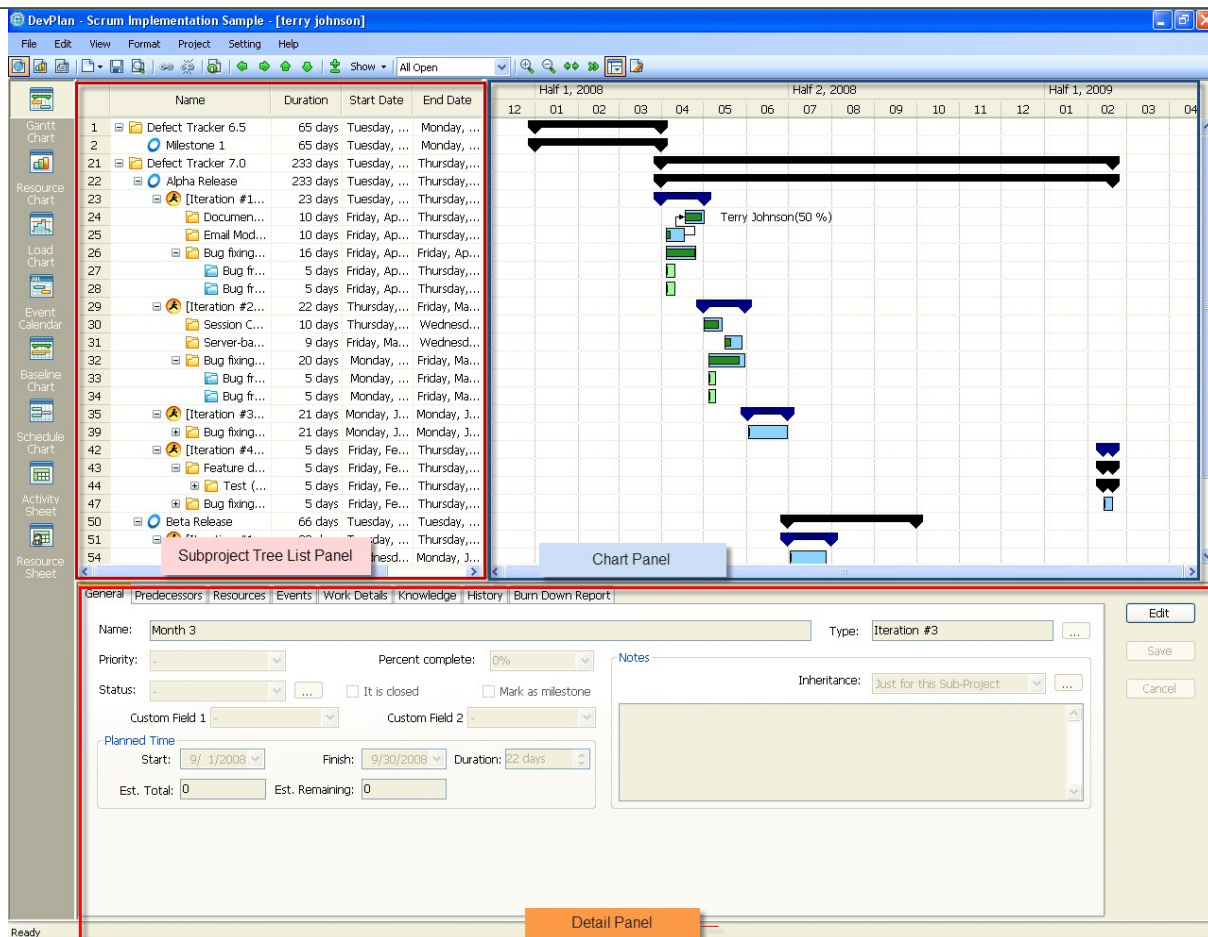 DevPlan - Scrum Implementation Sample - [terry johnson]
File Edit View Format Project Setting Help
Show All Open
Gantt Chart
Resource Chart
Load Chart
Event Calendar
Baseline Chart
Schedule Chart
Activity Sheet
Resource Sheet
Name Duration Start Date End Date
1 Defect Tracker 6.5 65 days Tuesday, ... Monday, ...
2 Milestone 1 65 days Tuesday, ... Monday, ...
21 Defect Tracker 7.0 233 days Tuesday, ... Thursday,...
22 Alpha Release 233 days Tuesday, ... Thursday,...
23 [Iteration #1... 23 days Tuesday, ... Thursday,...
24 Documen... 10 days Friday, Ap... Thursday,...
25 Email Mod... 10 days Friday, Ap... Thursday,...
26 Bug fixing... 16 days Friday, Ap... Friday, Ap...
27 Bug fr... 5 days Friday, Ap... Thursday,...
28 Bug fr... 5 days Friday, Ap... Thursday,...
29 [Iteration #2... 22 days Thursday,... Friday, Ma...
30 Session C... 10 days Thursday,... Wednesd...
31 Server-ba... 9 days Friday, Ma... Wednesd...
32 Bug fixing... 20 days Monday, ... Friday, Ma...
33 Bug fr... 5 days Monday, ... Friday, Ma...
34 Bug fr... 5 days Monday, ... Friday, Ma...
35 [Iteration #3... 21 days Monday, J... Monday, J...
39 Bug fixing... 21 days Monday, J... Monday, J...
42 [Iteration #4... 5 days Friday, Fe... Thursday,...
43 Feature d... 5 days Friday, Fe... Thursday,...
44 Test (... 5 days Friday, Fe... Thursday,...
47 Bug fixing... 5 days Friday, Fe... Thursday,...
50 Beta Release 66 days Tuesday, ... Tuesday, ...
51
54 Monday, J...
Subproject Tree List Panel
Half 1, 2008 Half 2, 2008 Half 1, 2009
12 01 02 03 04 05 06 07 08 09 10 11 12 01 02 03 04
Terry Johnson(50 %)
Chart Panel
General Predecessors Resources Events Work Details Knowledge History Burn Down Report
Name: Month 3 Type: Iteration #3 ... Edit
Priority: - Percent complete: 0% Notes Save
Status: - ... It is closed Mark as milestone Inheritance: Just for this Sub-Project ... Cancel
Custom Field 1 - Custom Field 2 -
Planned Time
Start: 9/ 1/2008 Finish: 9/30/2008 Duration: 22 days
Est. Total: 0 Est. Remaining: 0
Detail Panel
Ready